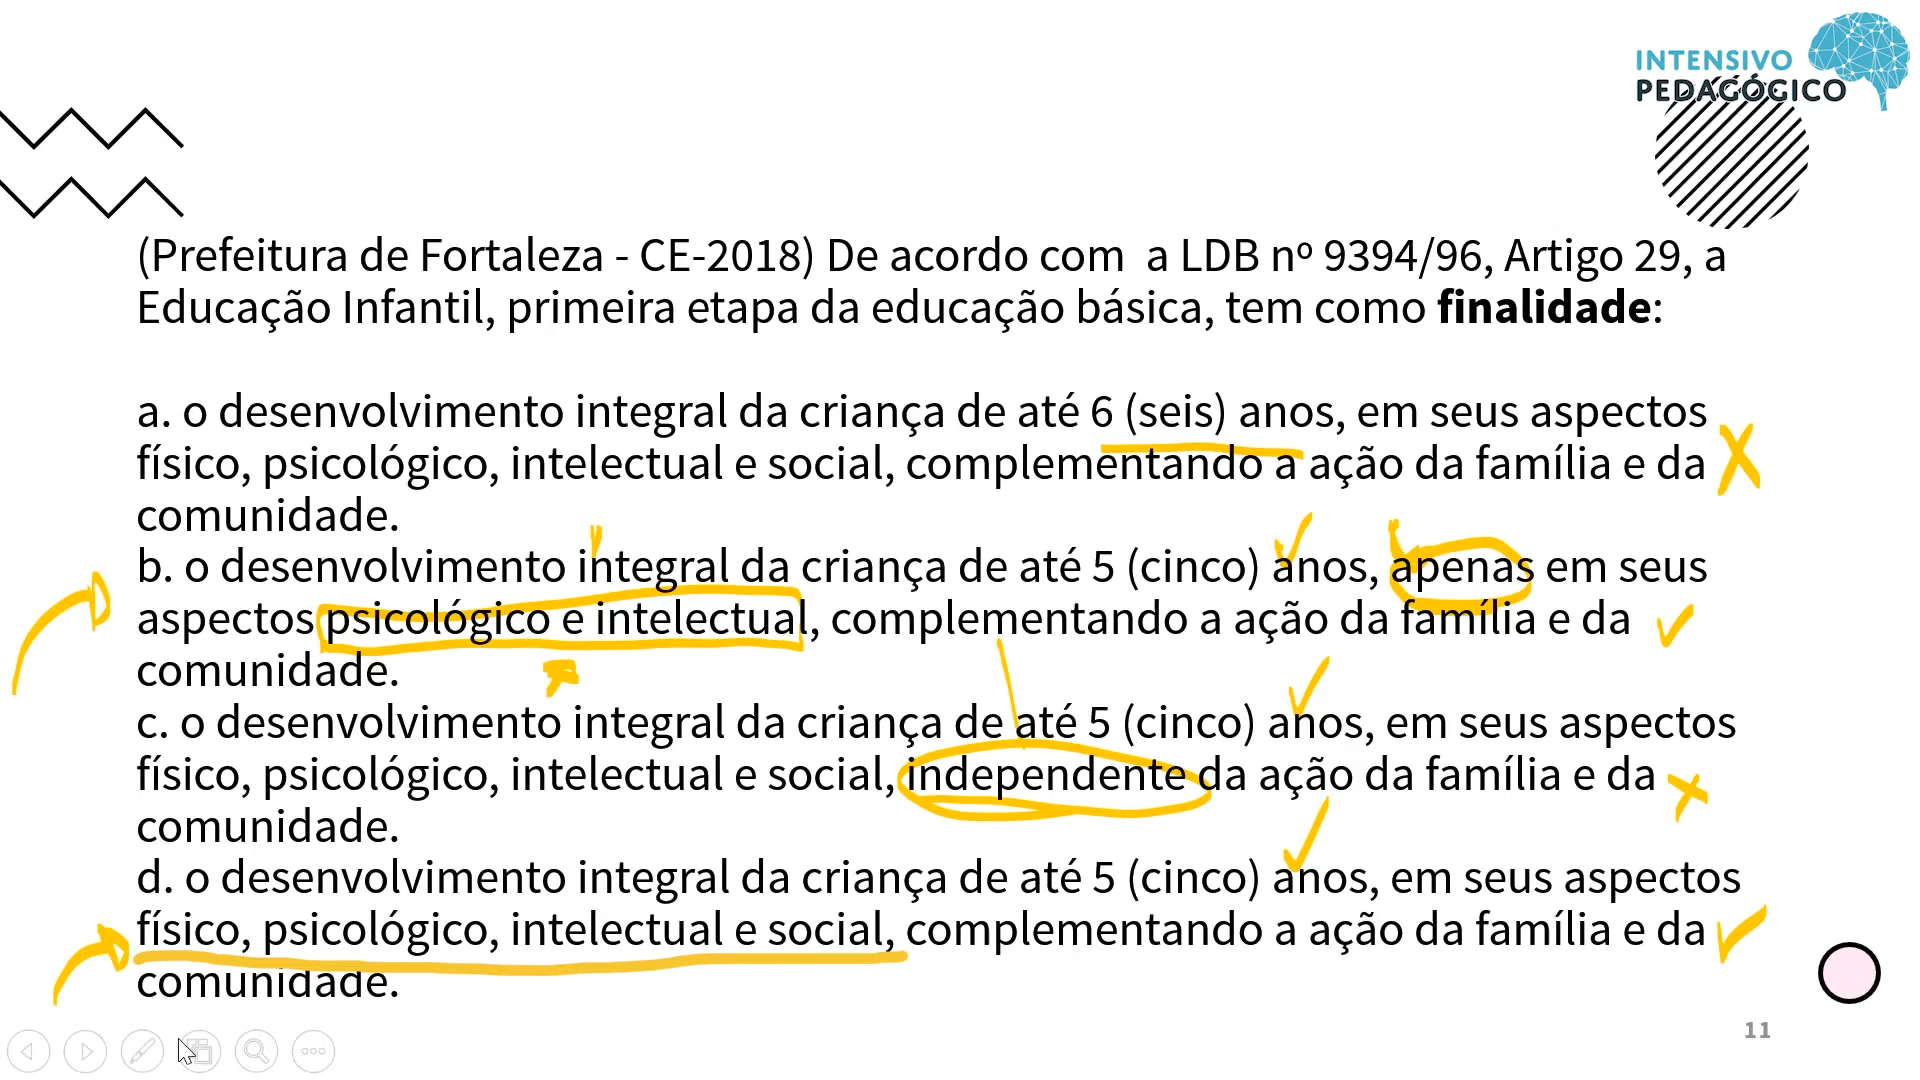 INTENSIVO
PEDAGÓGICO
(Prefeitura de Fortaleza - CE-2018) De acordo com  a LDB nº 9394/96, Artigo 29, a
Educação Infantil, primeira etapa da educação básica, tem como finalidade:
a. o desenvolvimento integral da criança de até 6 (seis) anos, em seus aspectos
físico, psicológico, intelectual e social, complementando a ação da família e da
comunidade.
b. o desenvolvimento integral da criança de até 5 (cinco) anos, apenas em seus
aspectos psicológico e intelectual, complementando a ação da família e da
comunidade.
c. o desenvolvimento integral da criança de até 5 (cinco) anos, em seus aspectos
físico, psicológico, intelectual e social, independente da ação da família e da
comunidade.
d. o desenvolvimento integral da criança de até 5 (cinco) anos, em seus aspectos
físico, psicológico, intelectual e social, complementando a ação da família e da
comunidade.
11